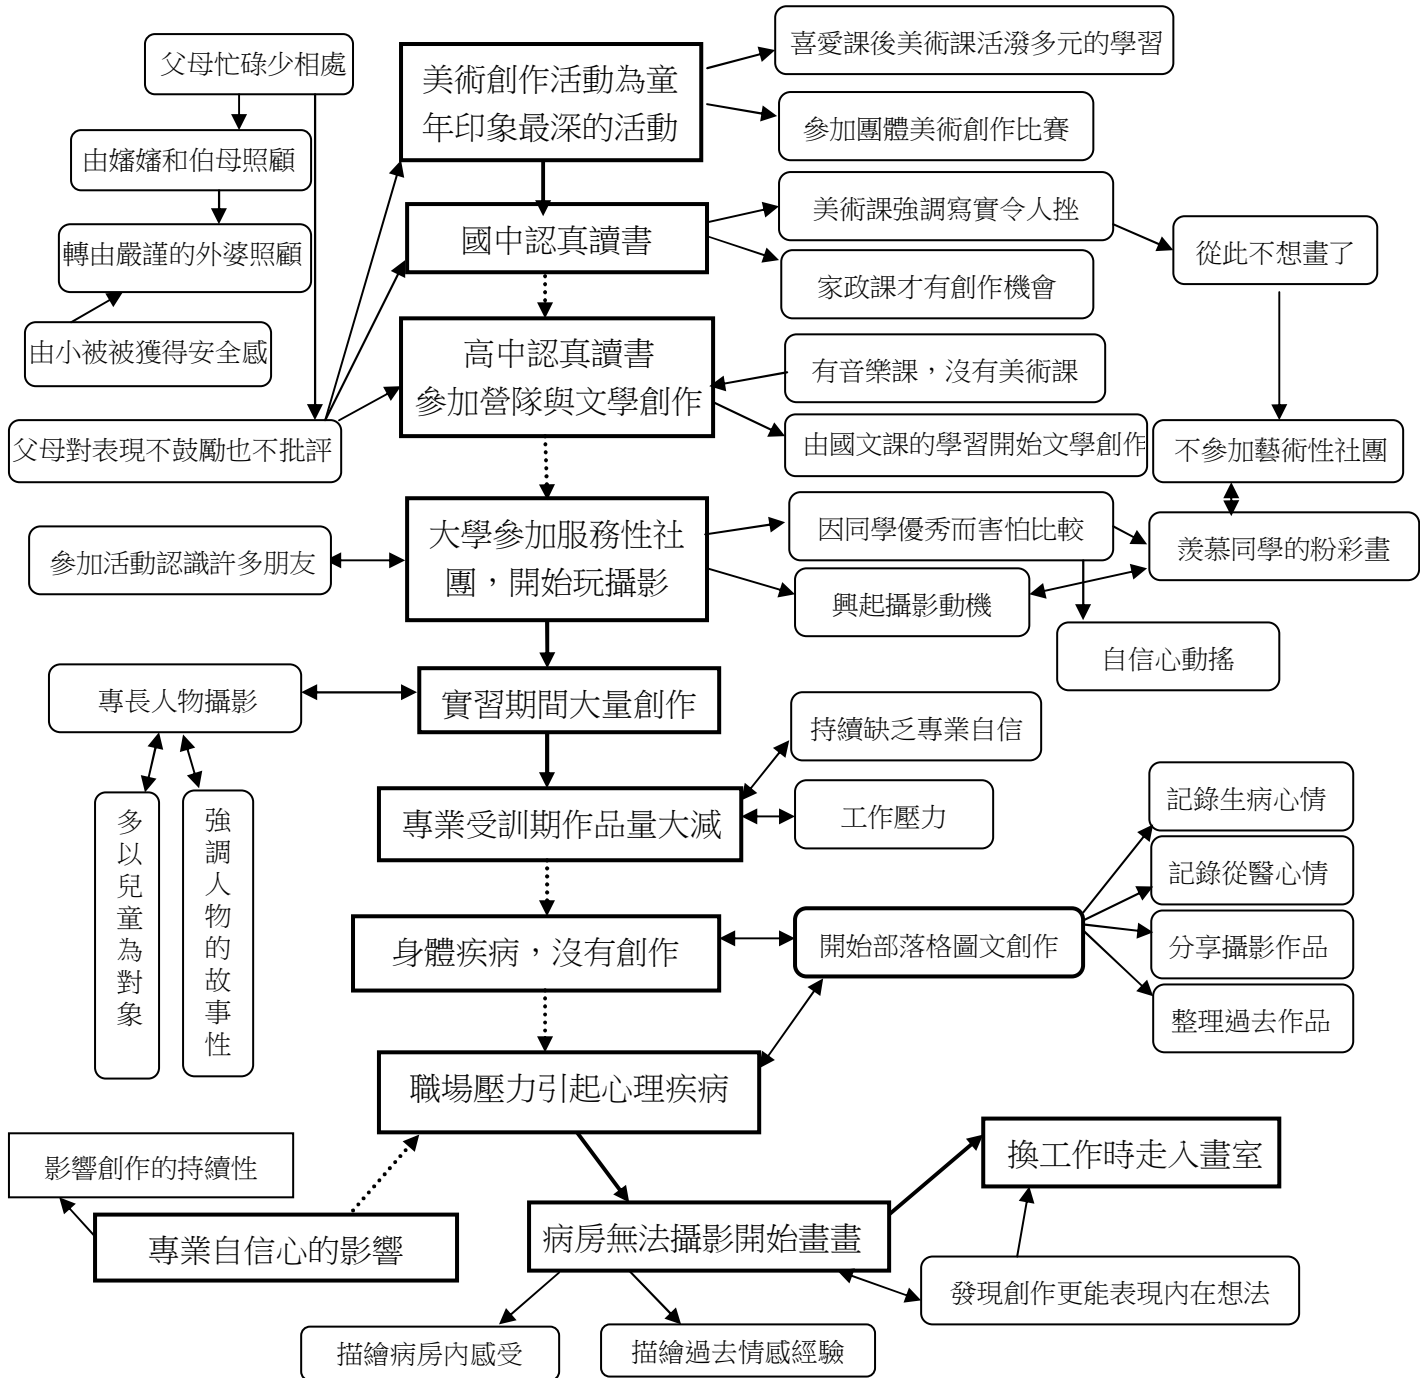 喜愛課後美術課活潑多元的學習
父母忙碌少相處
美術創作活動為童
年印象最深的活動
參加團體美術創作比賽
由嬸嬸和伯母照顧
美術課強調寫實令人挫
國中認真讀書
轉由嚴謹的外婆照顧
從此不想畫了
家政課才有創作機會
由小被被獲得安全感
高中認真讀書
參加營隊與文學創作
有音樂課，沒有美術課
父母對表現不鼓勵也不批評
由國文課的學習開始文學創作
不參加藝術性社團
大學參加服務性社
團，開始玩攝影
因同學優秀而害怕比較
羨慕同學的粉彩畫
參加活動認識許多朋友
興起攝影動機
自信心動搖
專長人物攝影
實習期間大量創作
持續缺乏專業自信
記錄生病心情
多以兒童為對象
強調人物的故事性
專業受訓期作品量大減
工作壓力
記錄從醫心情
身體疾病，沒有創作
開始部落格圖文創作
分享攝影作品
整理過去作品
職場壓力引起心理疾病
影響創作的持續性
換工作時走入畫室
專業自信心的影響
病房無法攝影開始畫畫
發現創作更能表現內在想法
描繪病房內感受
描繪過去情感經驗